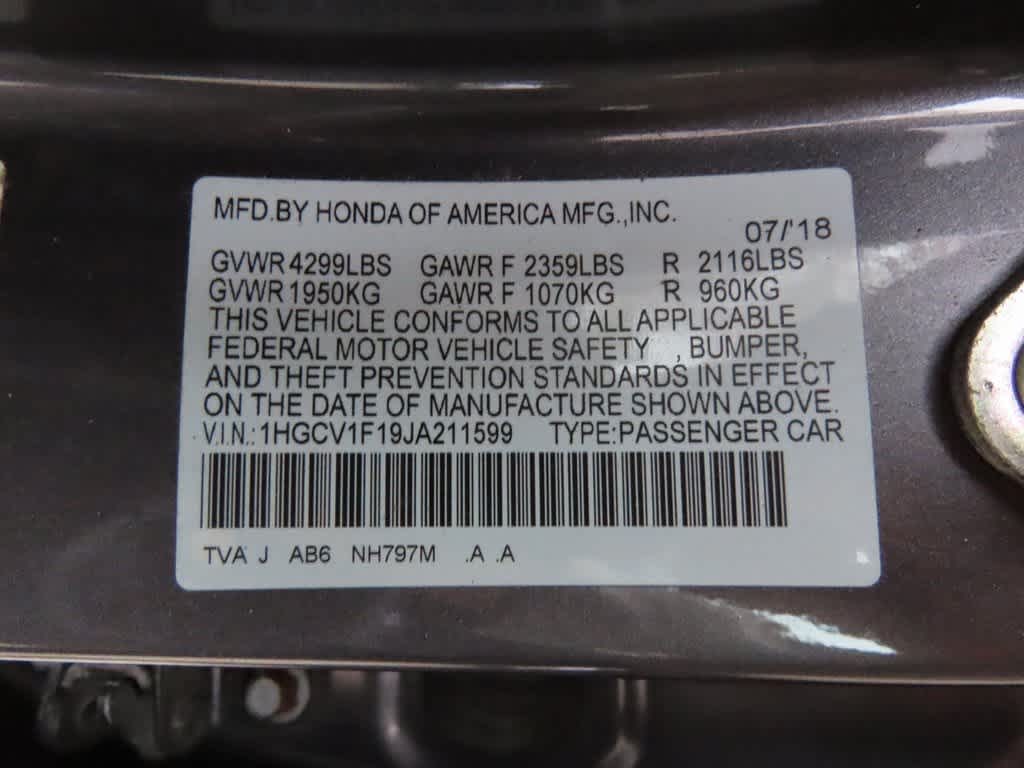 MFD.BY HONDA OF AMERICA MFG.,INC.
07/'18
GVWR 4299LBS GAWR F 2359LBS R 2116LBS
GVWR 1950KG GAWR F 1070KG R 960KG
THIS VEHICLE CONFORMS TO ALL APPLICABLE
FEDERAL MOTOR VEHICLE SAFETY , BUMPER,
AND THEFT PREVENTION STANDARDS IN EFFECT
ON THE DATE OF MANUFACTURE SHOWN ABOVE.
V.I.N.: 1HGCV1F19JA211599 TYPE:PASSENGER CAR
TVA J AB6 NH797M .A .A